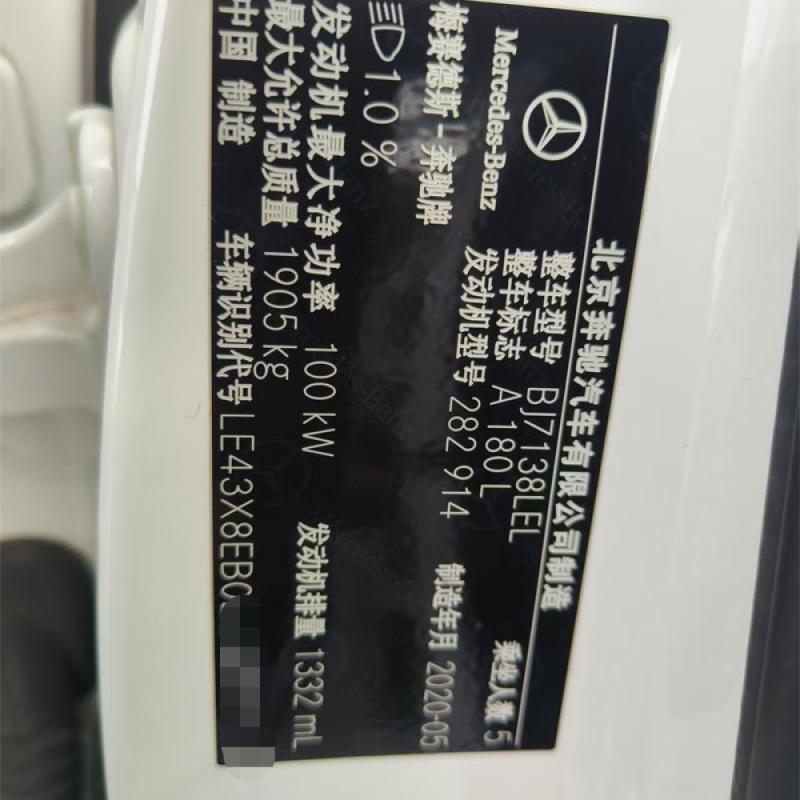 北京奔驰汽车有限公司制造
Mercedes-Benz
梅赛德斯-奔驰牌
整车型号 BJ7138LEL
整车标志 A 180 L
发动机型号 282 914
乘坐人数 5
制造年月 2020-05
1.0 %
发动机最大净功率 100 kW
发动机排量 1332 mL
最大允许总质量 1905 kg
中国 制造
车辆识别代号 LE43X8EB